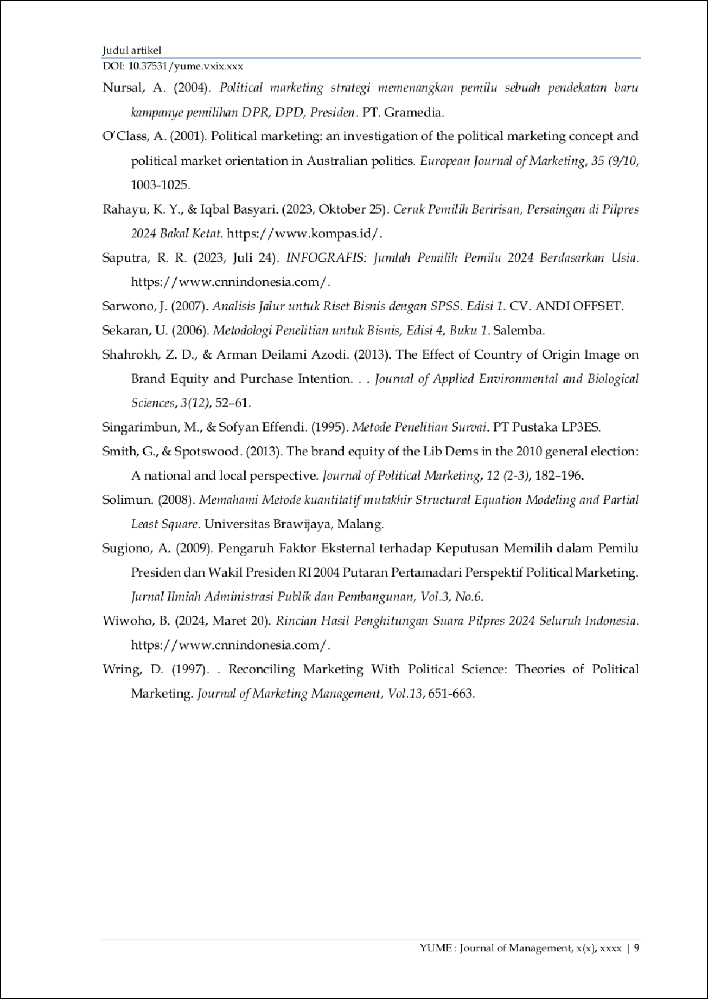 Judul artikel
DOI: 10.37531/yume.vxix.xxx
Nursal, A. (2004). Political marketing strategi memenangkan pemilu sebuah pendekatan baru
kampanye pemilihan DPR, DPD, Presiden. PT. Gramedia.
O’Class, A. (2001). Political marketing: an investigation of the political marketing concept and
political market orientation in Australian politics. European Journal of Marketing, 35 (9/10,
1003-1025.
Rahayu, K. Y., & Iqbal Basyari. (2023, Oktober 25). Ceruk Pemilih Beririsan, Persaingan di Pilpres
2024 Bakal Ketat. https://www.kompas.id/.
Saputra, R. R. (2023, Juli 24). INFOGRAFIS: Jumlah Pemilih Pemilu 2024 Berdasarkan Usia.
https://www.cnnindonesia.com/.
Sarwono, J. (2007). Analisis Jalur untuk Riset Bisnis dengan SPSS. Edisi 1. CV. ANDI OFFSET.
Sekaran, U. (2006). Metodologi Penelitian untuk Bisnis, Edisi 4, Buku 1. Salemba.
Shahrokh, Z. D., & Arman Deilami Azodi. (2013). The Effect of Country of Origin Image on
Brand Equity and Purchase Intention. . . Journal of Applied Environmental and Biological
Sciences, 3(12), 52–61.
Singarimbun, M., & Sofyan Effendi. (1995). Metode Penelitian Survai. PT Pustaka LP3ES.
Smith, G., & Spotswood. (2013). The brand equity of the Lib Dems in the 2010 general election:
A national and local perspective. Journal of Political Marketing, 12 (2-3), 182–196.
Solimun. (2008). Memahami Metode kuantitatif mutakhir Structural Equation Modeling and Partial
Least Square. Universitas Brawijaya, Malang.
Sugiono, A. (2009). Pengaruh Faktor Eksternal terhadap Keputusan Memilih dalam Pemilu
Presiden dan Wakil Presiden RI 2004 Putaran Pertamadari Perspektif Political Marketing.
Jurnal Ilmiah Administrasi Publik dan Pembangunan, Vol.3, No.6.
Wiwoho, B. (2024, Maret 20). Rincian Hasil Penghitungan Suara Pilpres 2024 Seluruh Indonesia.
https://www.cnnindonesia.com/.
Wring, D. (1997). . Reconciling Marketing With Political Science: Theories of Political
Marketing. Journal of Marketing Management, Vol.13, 651-663.
YUME : Journal of Management, x(x), xxxx | 9